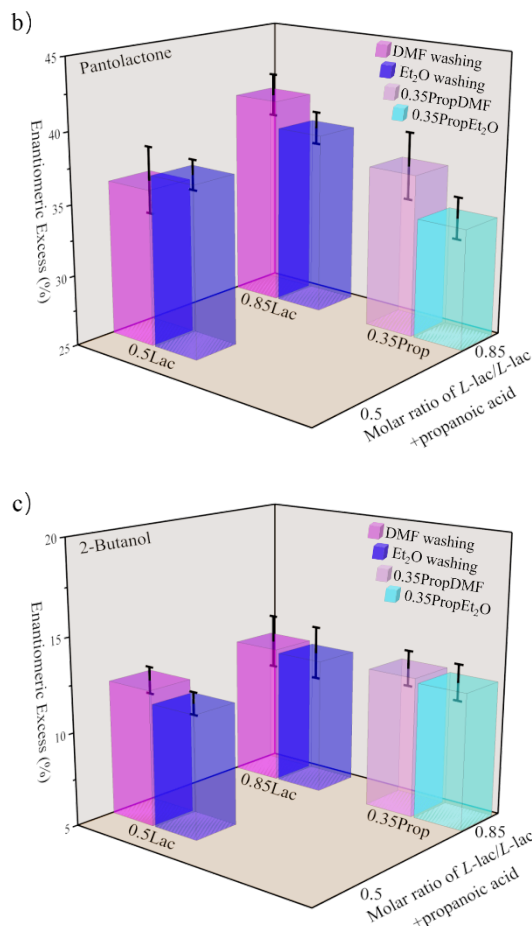 b)
45
40
35
30
25
Enantiomeric Excess (%)
Pantolactone
DMF washing
Et₂O washing
0.35PropDMF
0.35PropEt₂O
0.5Lac
0.85Lac
0.35Prop
0.5
0.85
Molar ratio of L-lac/L-lac
+propanoic acid
c)
20
15
10
5
Enantiomeric Excess (%)
2-Butanol
DMF washing
Et₂O washing
0.35PropDMF
0.35PropEt₂O
0.5Lac
0.85Lac
0.35Prop
0.5
0.85
Molar ratio of L-lac/L-lac
+propanoic acid